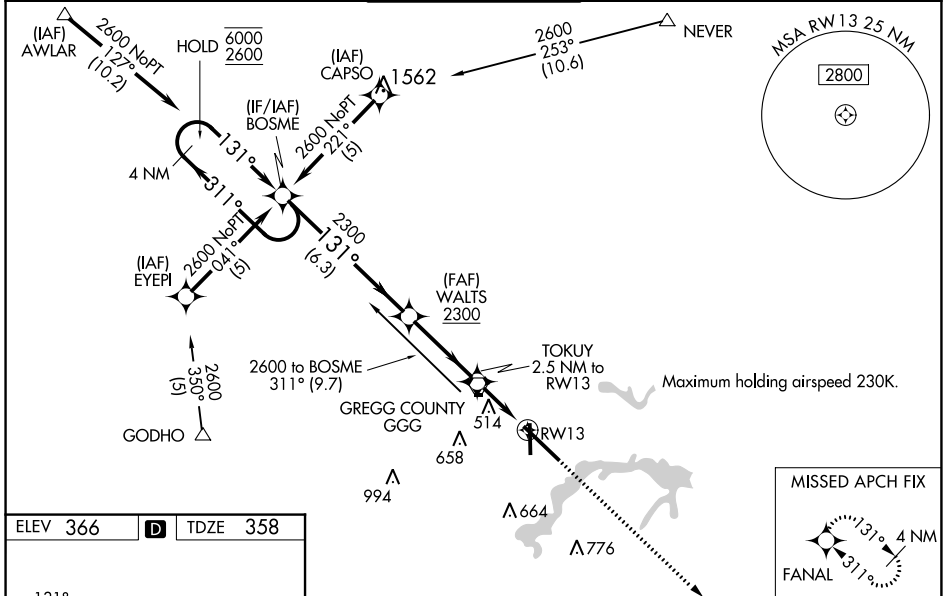 (IAF)
AWLAR
2600 NoPT
127°
(10.2)
HOLD 6000
2600
(IAF)
CAPSO
1562
2600
253°
(10.6)
NEVER
MSA RW13 25 NM
2800
(IF/IAF)
BOSME
2600 NoPT
221°
(5)
131°
4 NM
311°
2600 NoPT
041°
(5)
(IAF)
EYEPI
2300
131°
(6.3)
(FAF)
WALTS
2300
2600
350°
(5)
GODHO
2600 to BOSME
311° (9.7)
TOKUY
2.5 NM to
RW13
Maximum holding airspeed 230K.
GREGG COUNTY
GGG
514
RW13
658
994
664
776
MISSED APCH FIX
131°
4 NM
311°
FANAL
ELEV 366 D TDZE 358